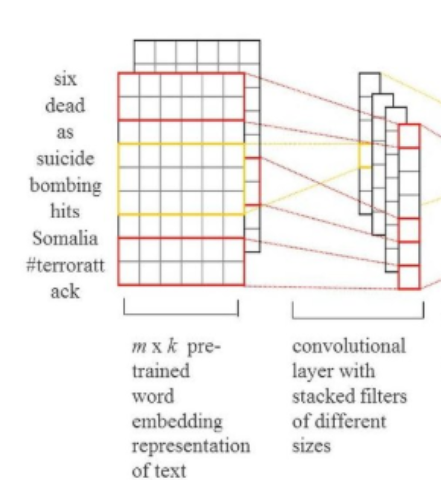 six
dead
as
suicide
bombing
hits
Somalia
#terroratt
ack
m x k pre-
trained
word
embedding
representation
of text
convolutional
layer with
stacked filters
of different
sizes